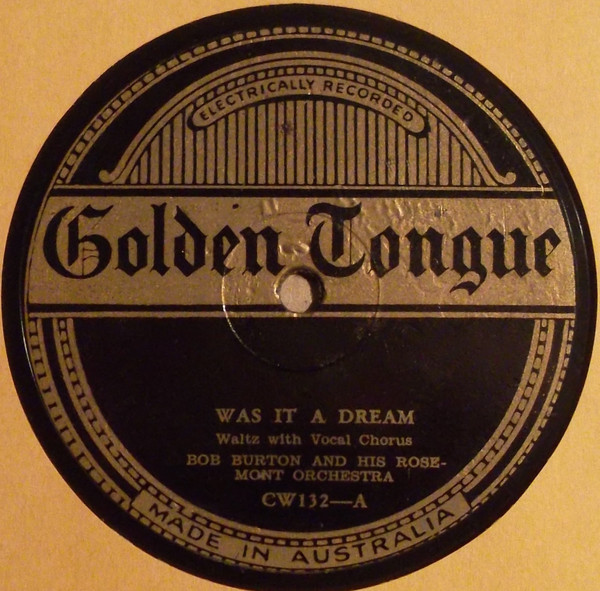 ELECTRICALLY RECORDED
Golden Tongue
WAS IT A DREAM
Waltz with Vocal Chorus
BOB BURTON AND HIS ROSE-
MONT ORCHESTRA
CW132—A
MADE IN AUSTRALIA